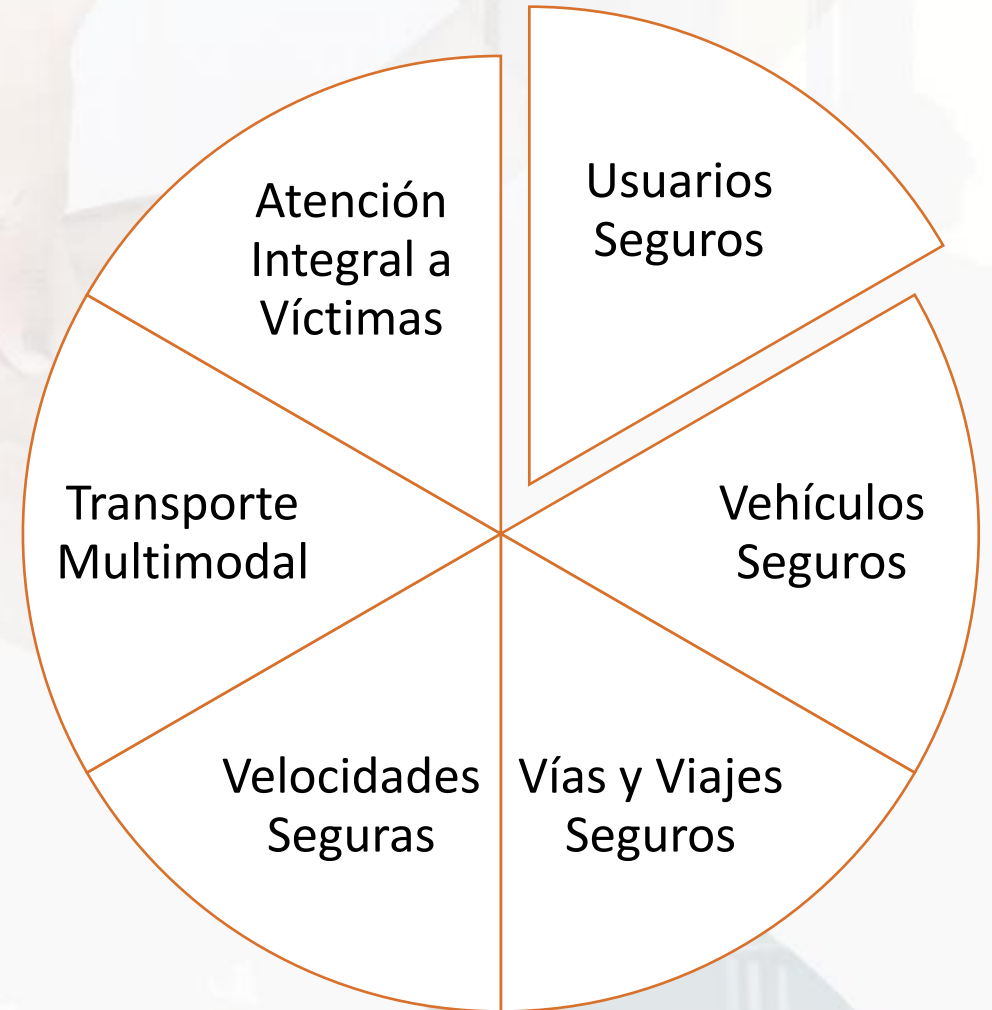 Atención
Integral a
Víctimas
Usuarios
Seguros
Transporte
Multimodal
Vehículos
Seguros
Velocidades
Seguras
Vías y Viajes
Seguros